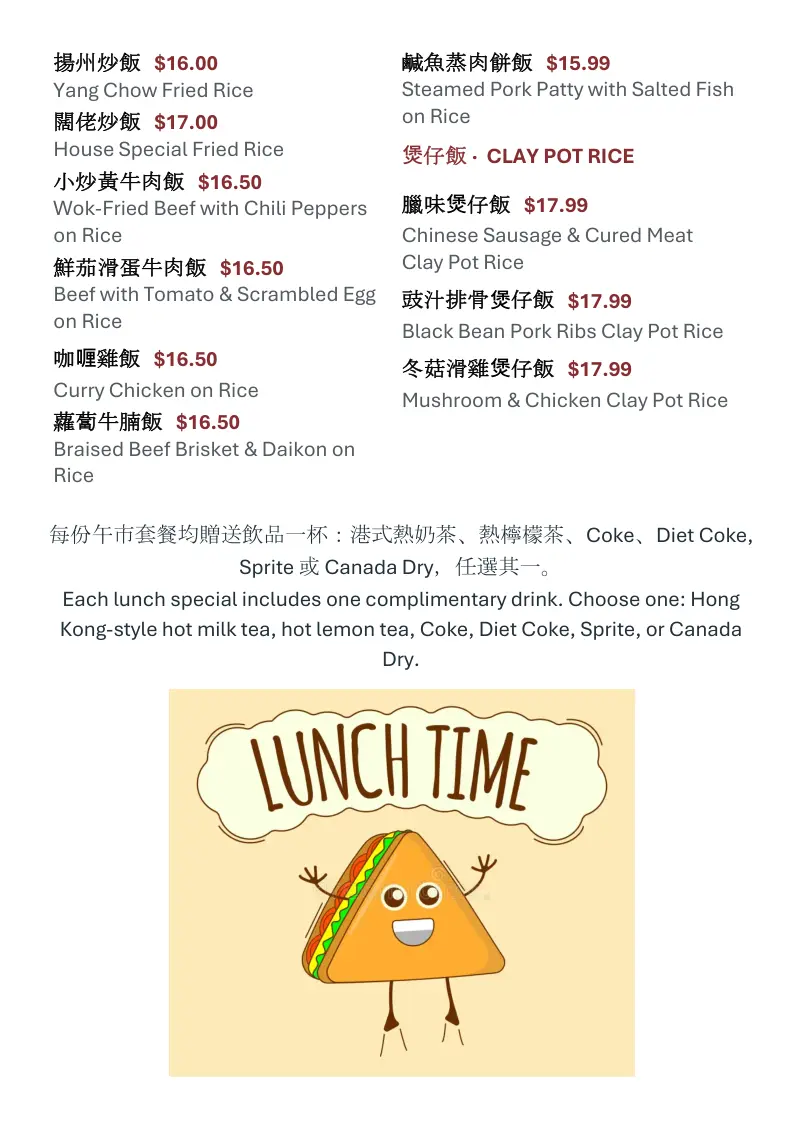 揚州炒飯 $16.00
Yang Chow Fried Rice
闊佬炒飯 $17.00
House Special Fried Rice
小炒黃牛肉飯 $16.50
Wok-Fried Beef with Chili Peppers
on Rice
鮮茄滑蛋牛肉飯 $16.50
Beef with Tomato & Scrambled Egg
on Rice
咖喱雞飯 $16.50
Curry Chicken on Rice
蘿蔔牛腩飯 $16.50
Braised Beef Brisket & Daikon on
Rice
鹹魚蒸肉餅飯 $15.99
Steamed Pork Patty with Salted Fish
on Rice
煲仔飯 · CLAY POT RICE
臘味煲仔飯 $17.99
Chinese Sausage & Cured Meat
Clay Pot Rice
豉汁排骨煲仔飯 $17.99
Black Bean Pork Ribs Clay Pot Rice
冬菇滑雞煲仔飯 $17.99
Mushroom & Chicken Clay Pot Rice
每份午市套餐均贈送飲品一杯：港式熱奶茶、熱檸檬茶、Coke、Diet Coke,
Sprite 或 Canada Dry，任選其一。
Each lunch special includes one complimentary drink. Choose one: Hong
Kong-style hot milk tea, hot lemon tea, Coke, Diet Coke, Sprite, or Canada
Dry.
LUNCH TIME